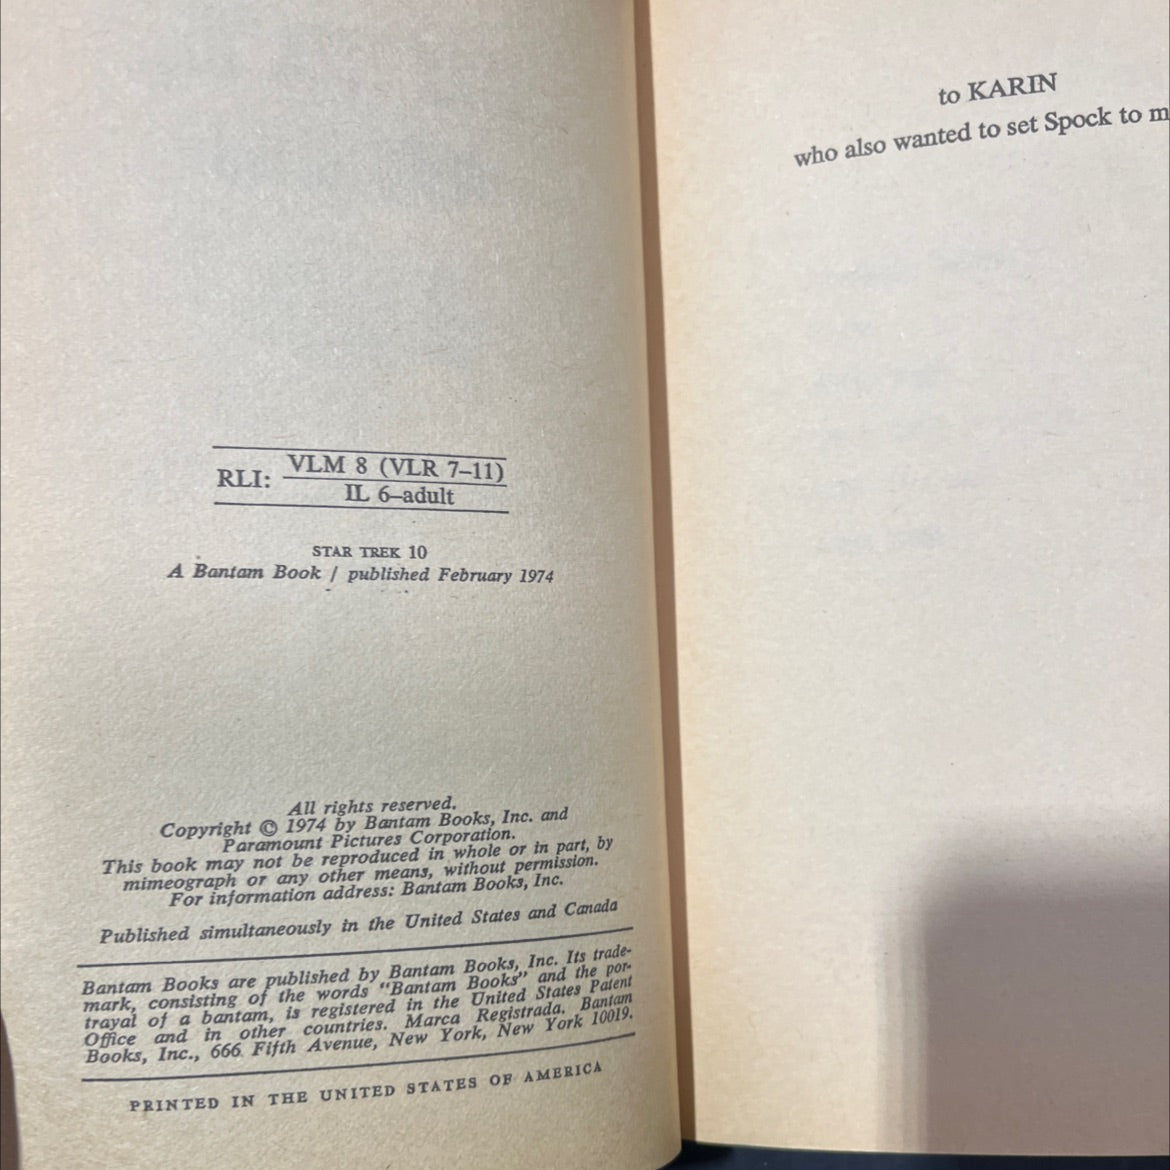 RLI: VLM 8 (VLR 7–11)
IL 6–adult
STAR TREK 10
A Bantam Book / published February 1974
All rights reserved.
Copyright © 1974 by Bantam Books, Inc. and
Paramount Pictures Corporation.
This book may not be reproduced in whole or in part, by
mimeograph or any other means, without permission.
For information address: Bantam Books, Inc.
Published simultaneously in the United States and Canada
Bantam Books are published by Bantam Books, Inc. Its trade-
mark, consisting of the words "Bantam Books" and the por-
trayal of a bantam, is registered in the United States Patent
Office and in other countries. Marca Registrada. Bantam
Books, Inc., 666 Fifth Avenue, New York, New York 10019.
PRINTED IN THE UNITED STATES OF AMERICA
to KARIN
who also wanted to set Spock to